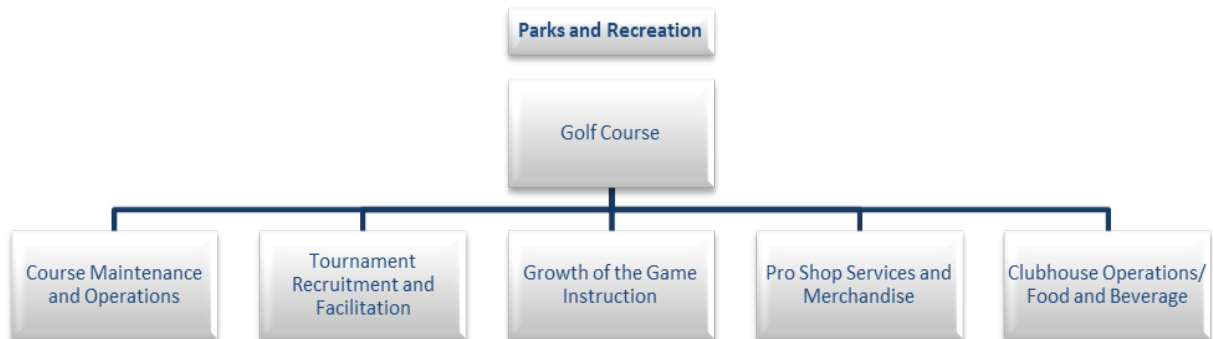 Parks and Recreation
Golf Course
Course Maintenance
and Operations
Tournament
Recruitment and
Facilitation
Growth of the Game
Instruction
Pro Shop Services and
Merchandise
Clubhouse Operations/
Food and Beverage